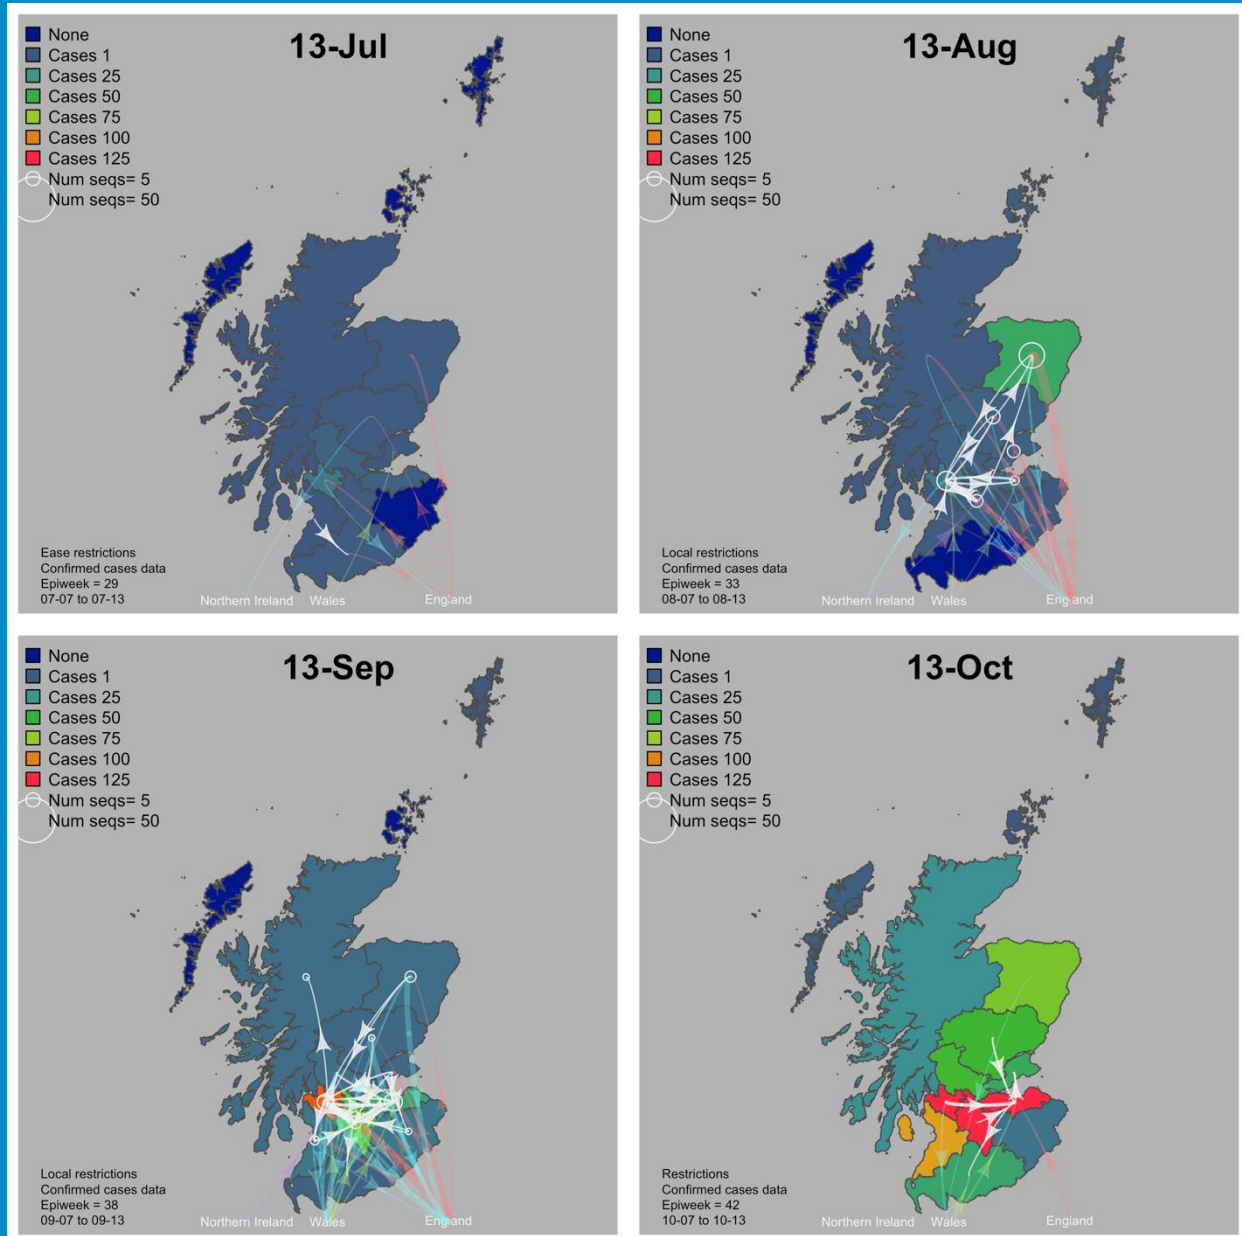 13-Jul
None
Cases 1
Cases 25
Cases 50
Cases 75
Cases 100
Cases 125
Num seqs= 5
Num seqs= 50
Ease restrictions
Confirmed cases data
Epiweek = 29
07-07 to 07-13
Northern Ireland Wales England
13-Aug
None
Cases 1
Cases 25
Cases 50
Cases 75
Cases 100
Cases 125
Num seqs= 5
Num seqs= 50
Local restrictions
Confirmed cases data
Epiweek = 33
08-07 to 08-13
Northern Ireland Wales England
13-Sep
None
Cases 1
Cases 25
Cases 50
Cases 75
Cases 100
Cases 125
Num seqs= 5
Num seqs= 50
Local restrictions
Confirmed cases data
Epiweek = 38
09-07 to 09-13
Northern Ireland Wales England
13-Oct
None
Cases 1
Cases 25
Cases 50
Cases 75
Cases 100
Cases 125
Num seqs= 5
Num seqs= 50
Restrictions
Confirmed cases data
Epiweek = 42
10-07 to 10-13
Northern Ireland Wales England